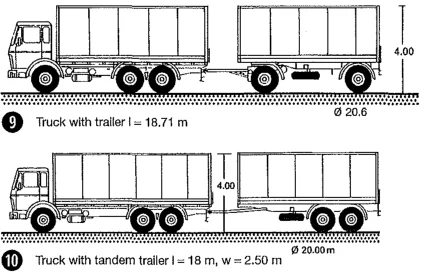 4.00
Ø 20.6
9 Truck with trailer l = 18.71 m
4.00
Ø 20.00 m
10 Truck with tandem trailer l = 18 m, w = 2.50 m